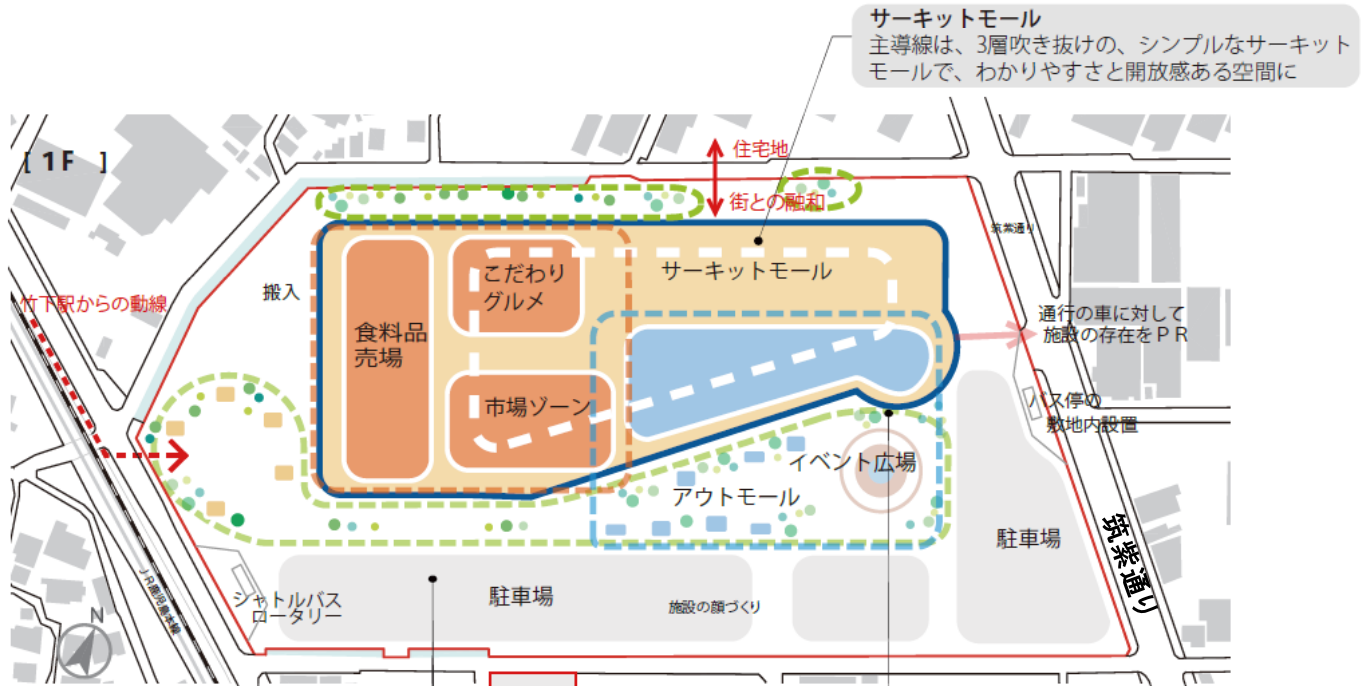 サーキットモール
主導線は、3層吹き抜けの、シンプルなサーキット
モールで、わかりやすさと開放感ある空間に
[ 1F ]
住宅地
街との融和
筑紫通り
搬入
こだわり
グルメ
サーキットモール
竹下駅からの動線
食料品
売場
通行の車に対して
施設の存在をPR
市場ゾーン
バス停の
敷地内設置
イベント広場
アウトモール
駐車場
筑紫通り
JR鹿児島本線
シャトルバス
ロータリー
駐車場
施設の顔づくり
N